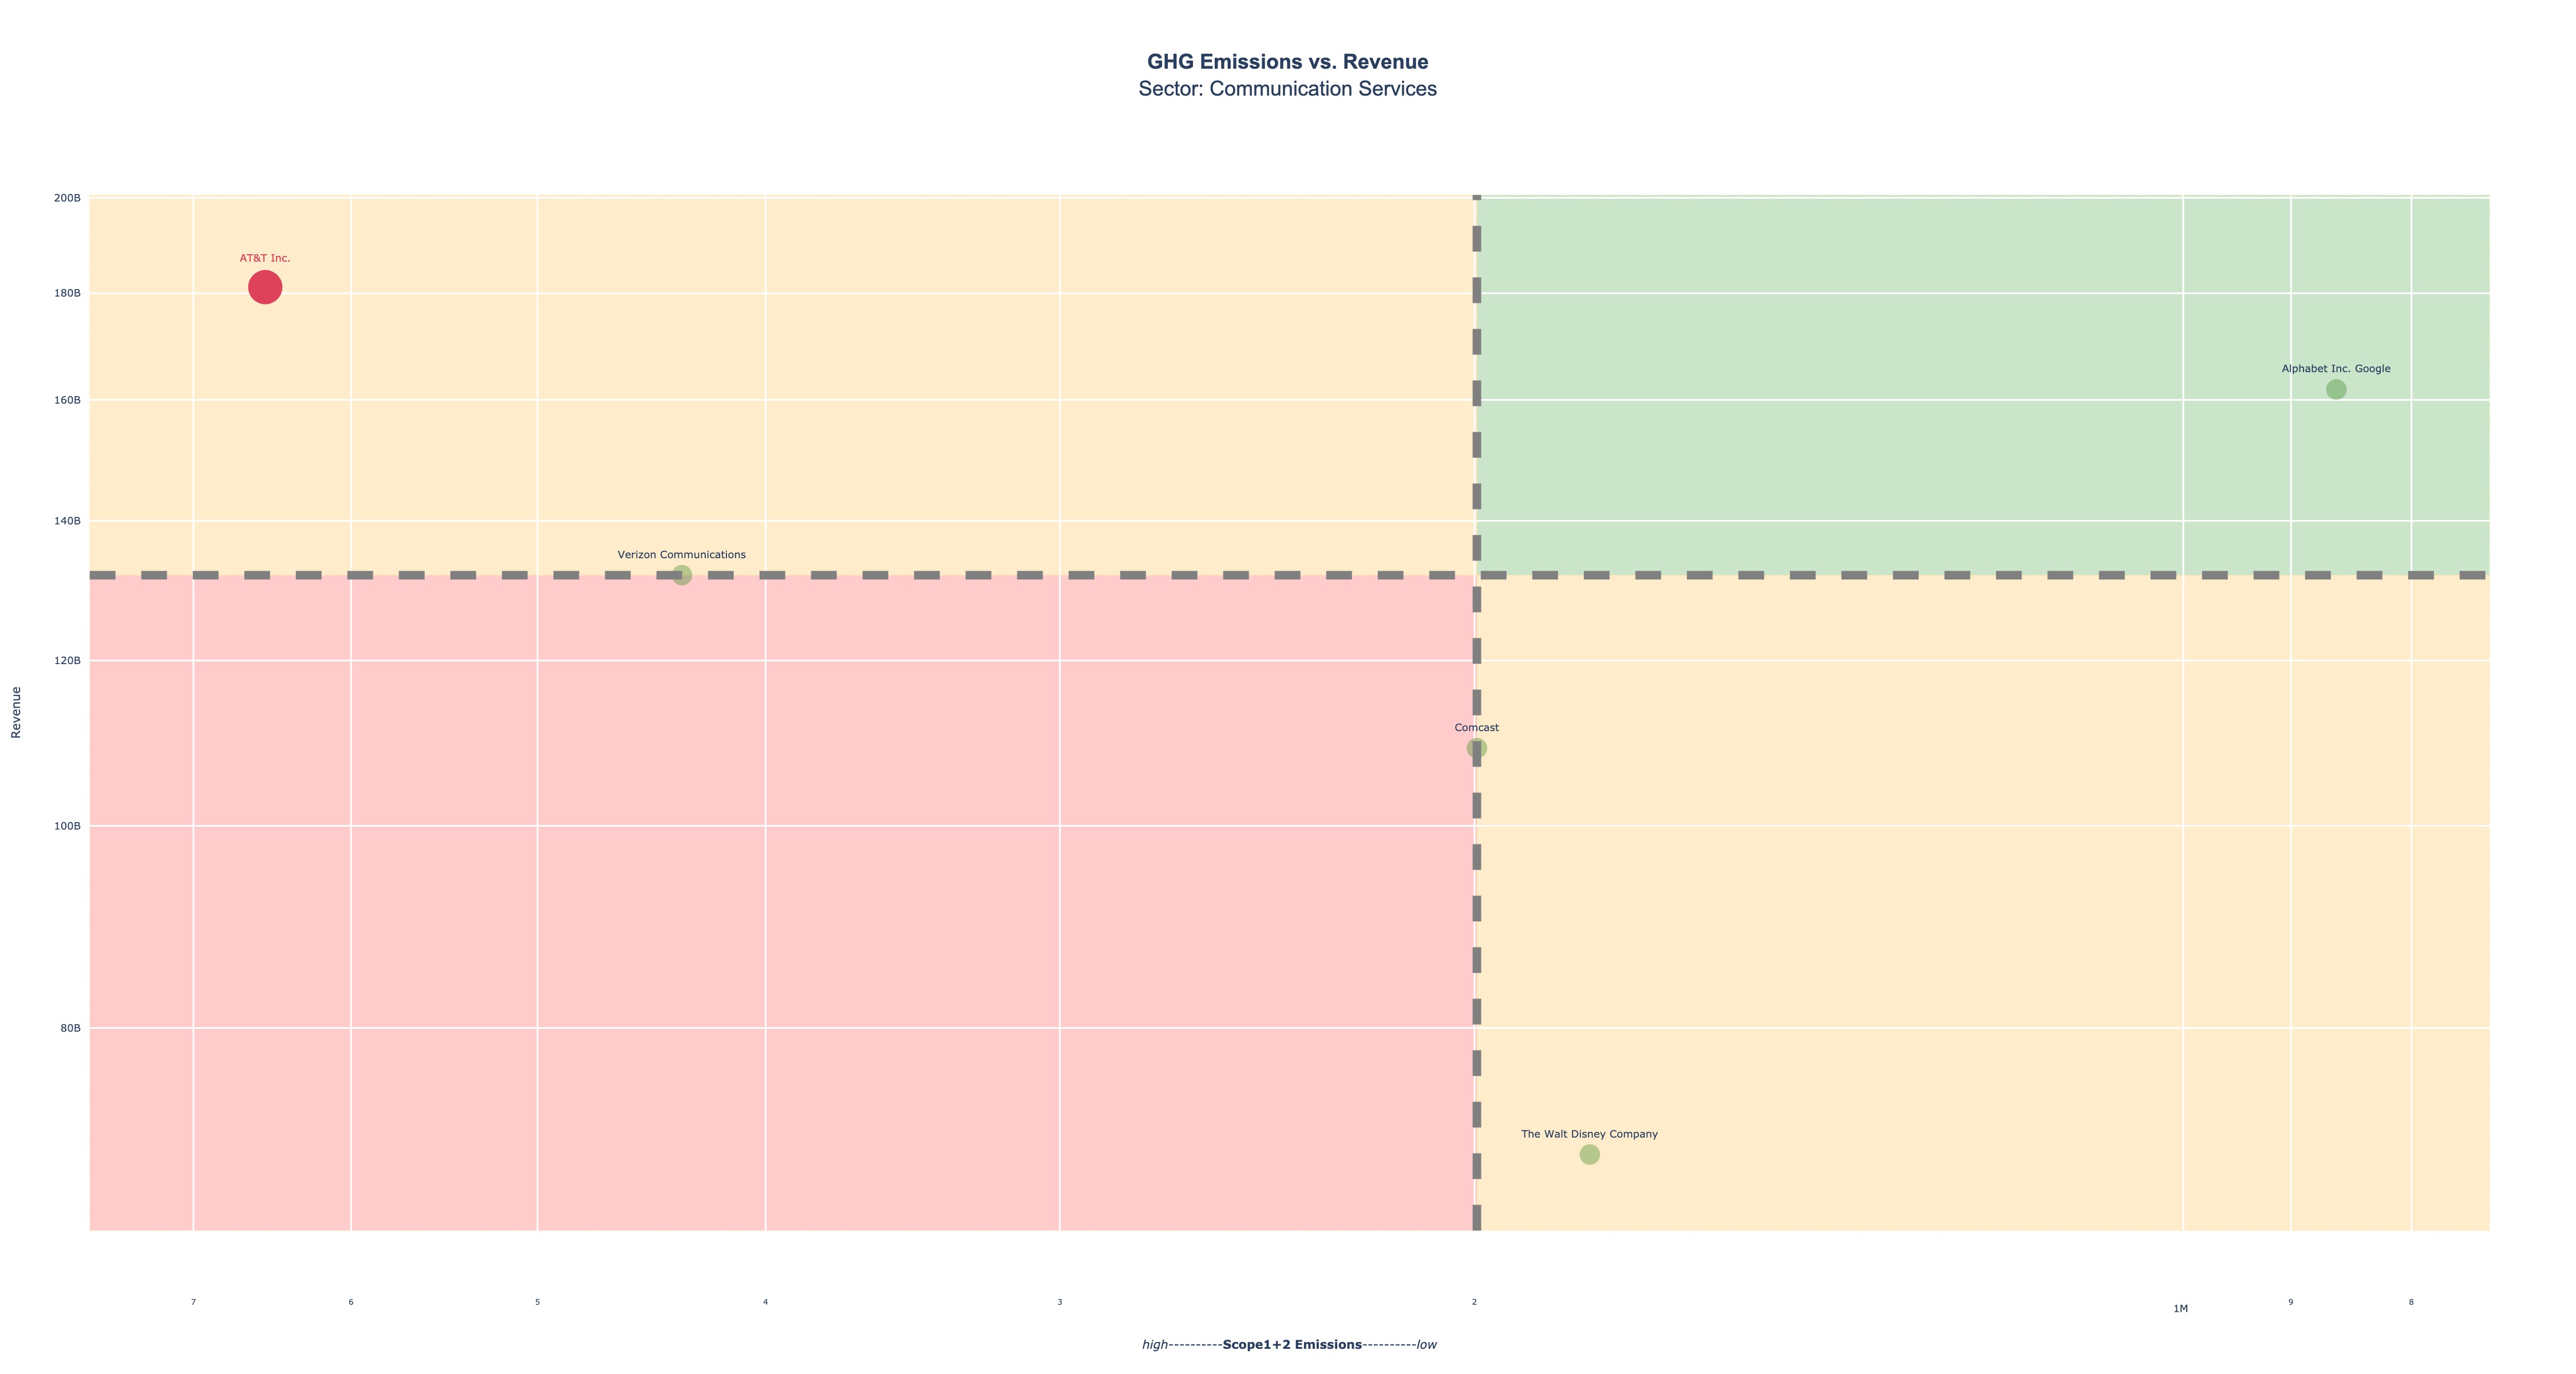 GHG Emissions vs. Revenue
Sector: Communication Services
200B
AT&T Inc.
180B
Alphabet Inc. Google
160B
140B
Verizon Communications
120B
Revenue
Comcast
100B
80B
The Walt Disney Company
7 6 5 4 3 2 1M 9 8
high----------Scope1+2 Emissions----------low